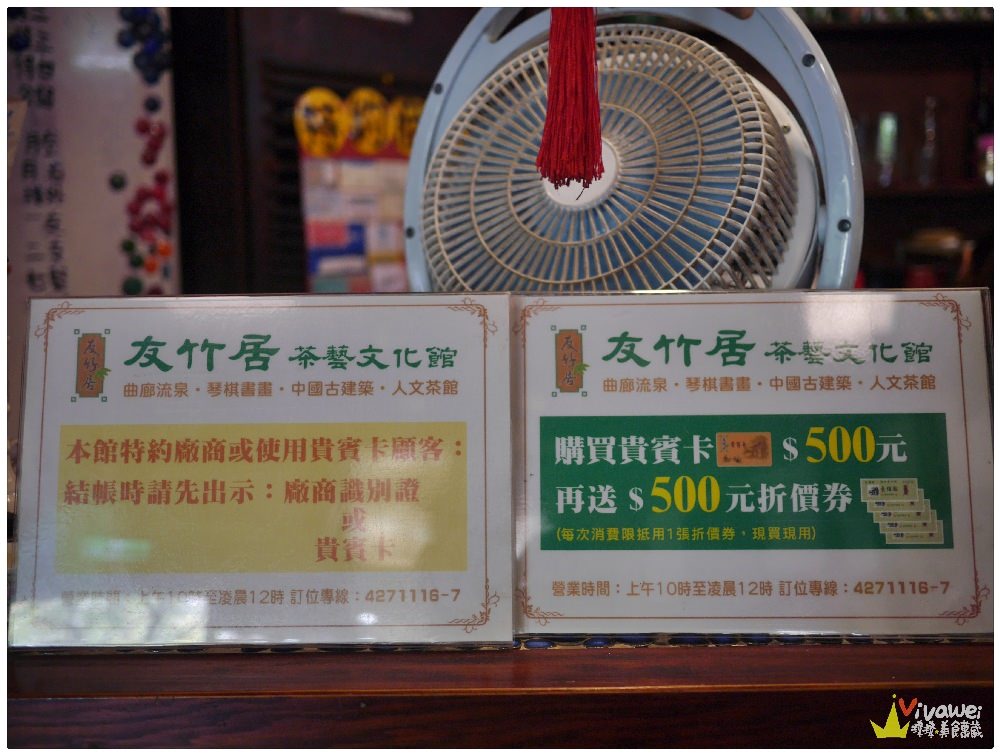 友竹居
友竹居 茶藝文化館
曲廊流泉・琴棋書畫・中國古建築・人文茶館
本館特約廠商或使用貴賓卡顧客：
結帳時請先出示：廠商識別證
或
貴賓卡
營業時間：上午10時至凌晨12時 訂位專線：4271116-7
友竹居
友竹居 茶藝文化館
曲廊流泉・琴棋書畫・中國古建築・人文茶館
購買貴賓卡 $500元
再送 $500元折價券
(每次消費限抵用1張折價券，現買現用)
營業時間：上午10時至凌晨12時 訂位專線：4271116-7
Vivawei